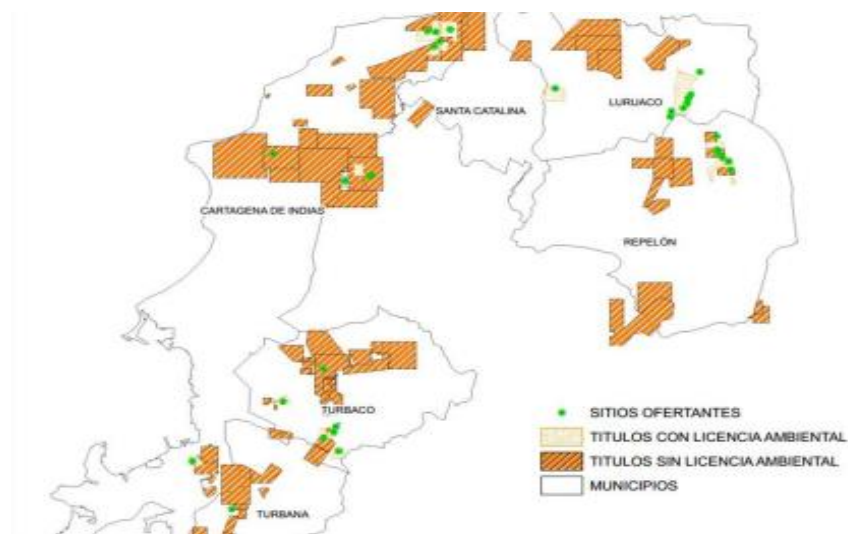 SANTA CATALINA
LURUACO
CARTAGENA DE INDIAS
REPELÓN
TURBACO
SITIOS OFERTANTES
TITULOS CON LICENCIA AMBIENTAL
TITULOS SIN LICENCIA AMBIENTAL
MUNICIPIOS
TURBANA